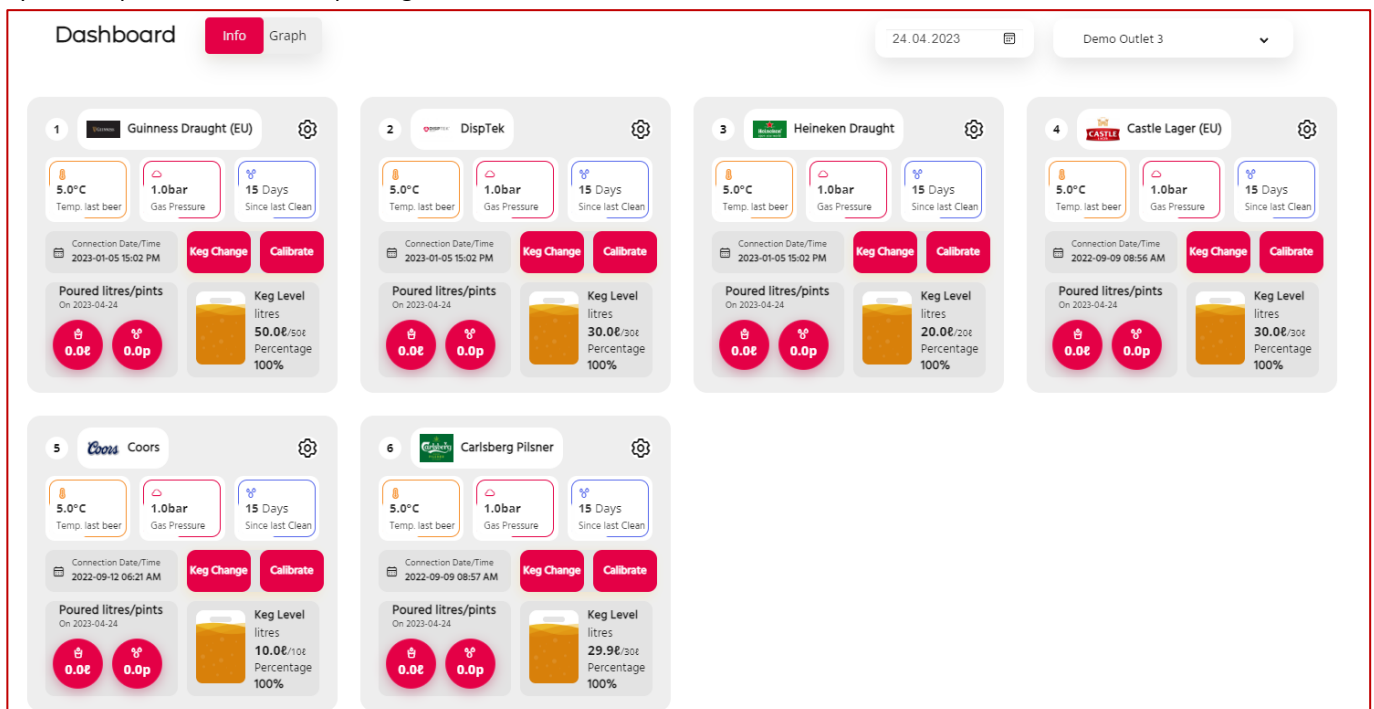 Dashboard Info Graph 24.04.2023 Demo Outlet 3
1 Guinness Draught (EU)
5.0°C 1.0bar 15 Days
Temp. last beer Gas Pressure Since last Clean
Connection Date/Time
2023-01-05 15:02 PM
Keg Change Calibrate
Poured litres/pints
On 2023-04-24
0.0ℓ 0.0p
Keg Level
litres
50.0ℓ/50ℓ
Percentage
100%
2 DISPTEK DispTek
5.0°C 1.0bar 15 Days
Temp. last beer Gas Pressure Since last Clean
Connection Date/Time
2023-01-05 15:02 PM
Keg Change Calibrate
Poured litres/pints
On 2023-04-24
0.0ℓ 0.0p
Keg Level
litres
30.0ℓ/30ℓ
Percentage
100%
3 Heineken Heineken Draught
5.0°C 1.0bar 15 Days
Temp. last beer Gas Pressure Since last Clean
Connection Date/Time
2023-01-05 15:02 PM
Keg Change Calibrate
Poured litres/pints
On 2023-04-24
0.0ℓ 0.0p
Keg Level
litres
20.0ℓ/20ℓ
Percentage
100%
4 CASTLE Castle Lager (EU)
5.0°C 1.0bar 15 Days
Temp. last beer Gas Pressure Since last Clean
Connection Date/Time
2022-09-09 08:56 AM
Keg Change Calibrate
Poured litres/pints
On 2023-04-24
0.0ℓ 0.0p
Keg Level
litres
30.0ℓ/30ℓ
Percentage
100%
5 Coors Coors
5.0°C 1.0bar 15 Days
Temp. last beer Gas Pressure Since last Clean
Connection Date/Time
2022-09-12 06:21 AM
Keg Change Calibrate
Poured litres/pints
On 2023-04-24
0.0ℓ 0.0p
Keg Level
litres
10.0ℓ/10ℓ
Percentage
100%
6 Carlsberg Carlsberg Pilsner
5.0°C 1.0bar 15 Days
Temp. last beer Gas Pressure Since last Clean
Connection Date/Time
2022-09-09 08:57 AM
Keg Change Calibrate
Poured litres/pints
On 2023-04-24
0.0ℓ 0.0p
Keg Level
litres
29.9ℓ/30ℓ
Percentage
100%